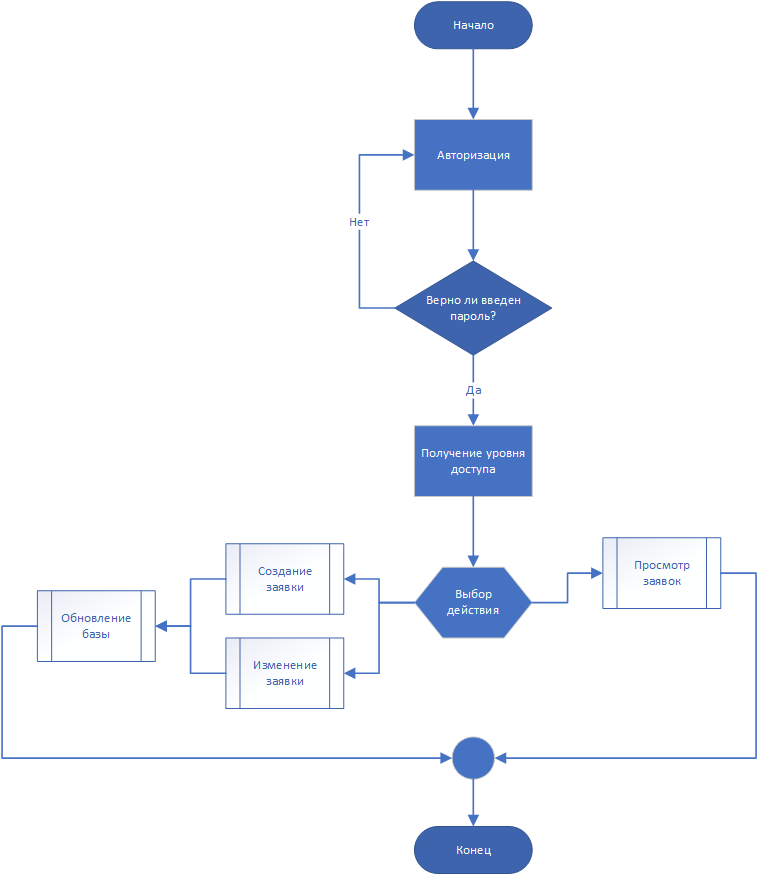 Начало
Авторизация
Нет
Верно ли введен
пароль?
Да
Получение уровня
доступа
Создание
заявки
Выбор
действия
Просмотр
заявок
Обновление
базы
Изменение
заявки
Конец